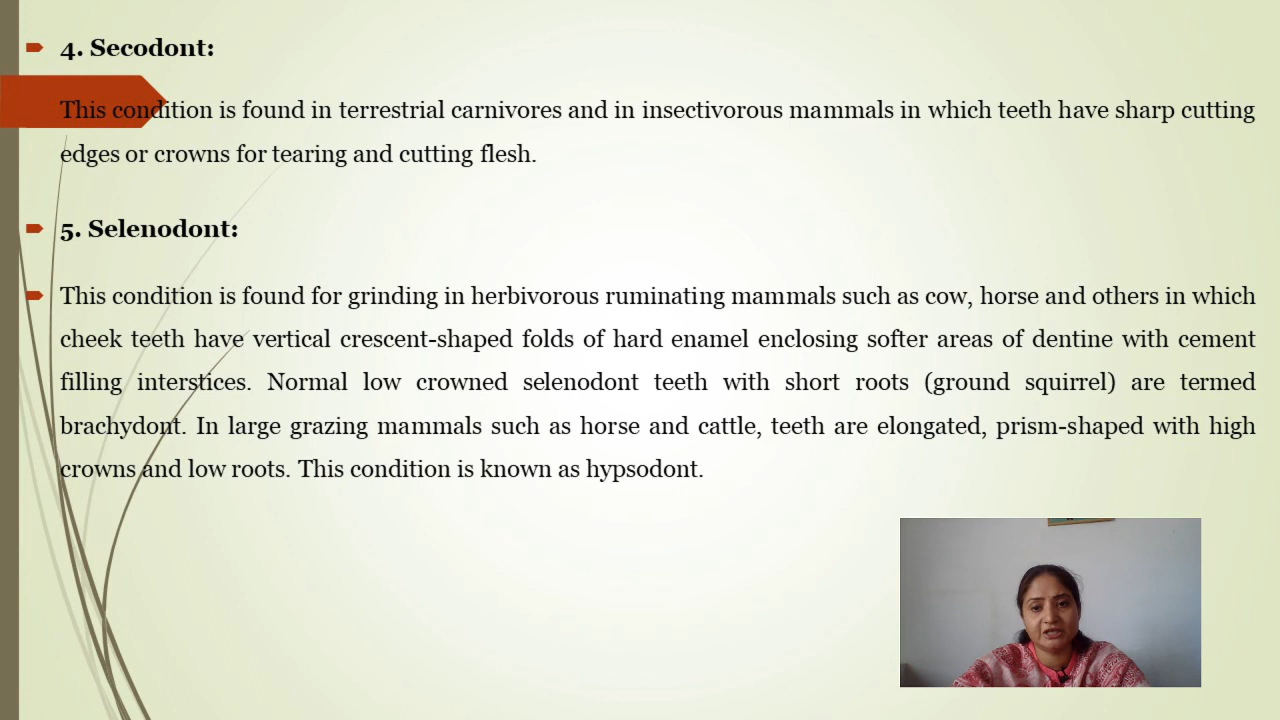 4. Secodont:
This condition is found in terrestrial carnivores and in insectivorous mammals in which teeth have sharp cutting
edges or crowns for tearing and cutting flesh.
5. Selenodont:
This condition is found for grinding in herbivorous ruminating mammals such as cow, horse and others in which
cheek teeth have vertical crescent-shaped folds of hard enamel enclosing softer areas of dentine with cement
filling interstices. Normal low crowned selenodont teeth with short roots (ground squirrel) are termed
brachydont. In large grazing mammals such as horse and cattle, teeth are elongated, prism-shaped with high
crowns and low roots. This condition is known as hypsodont.